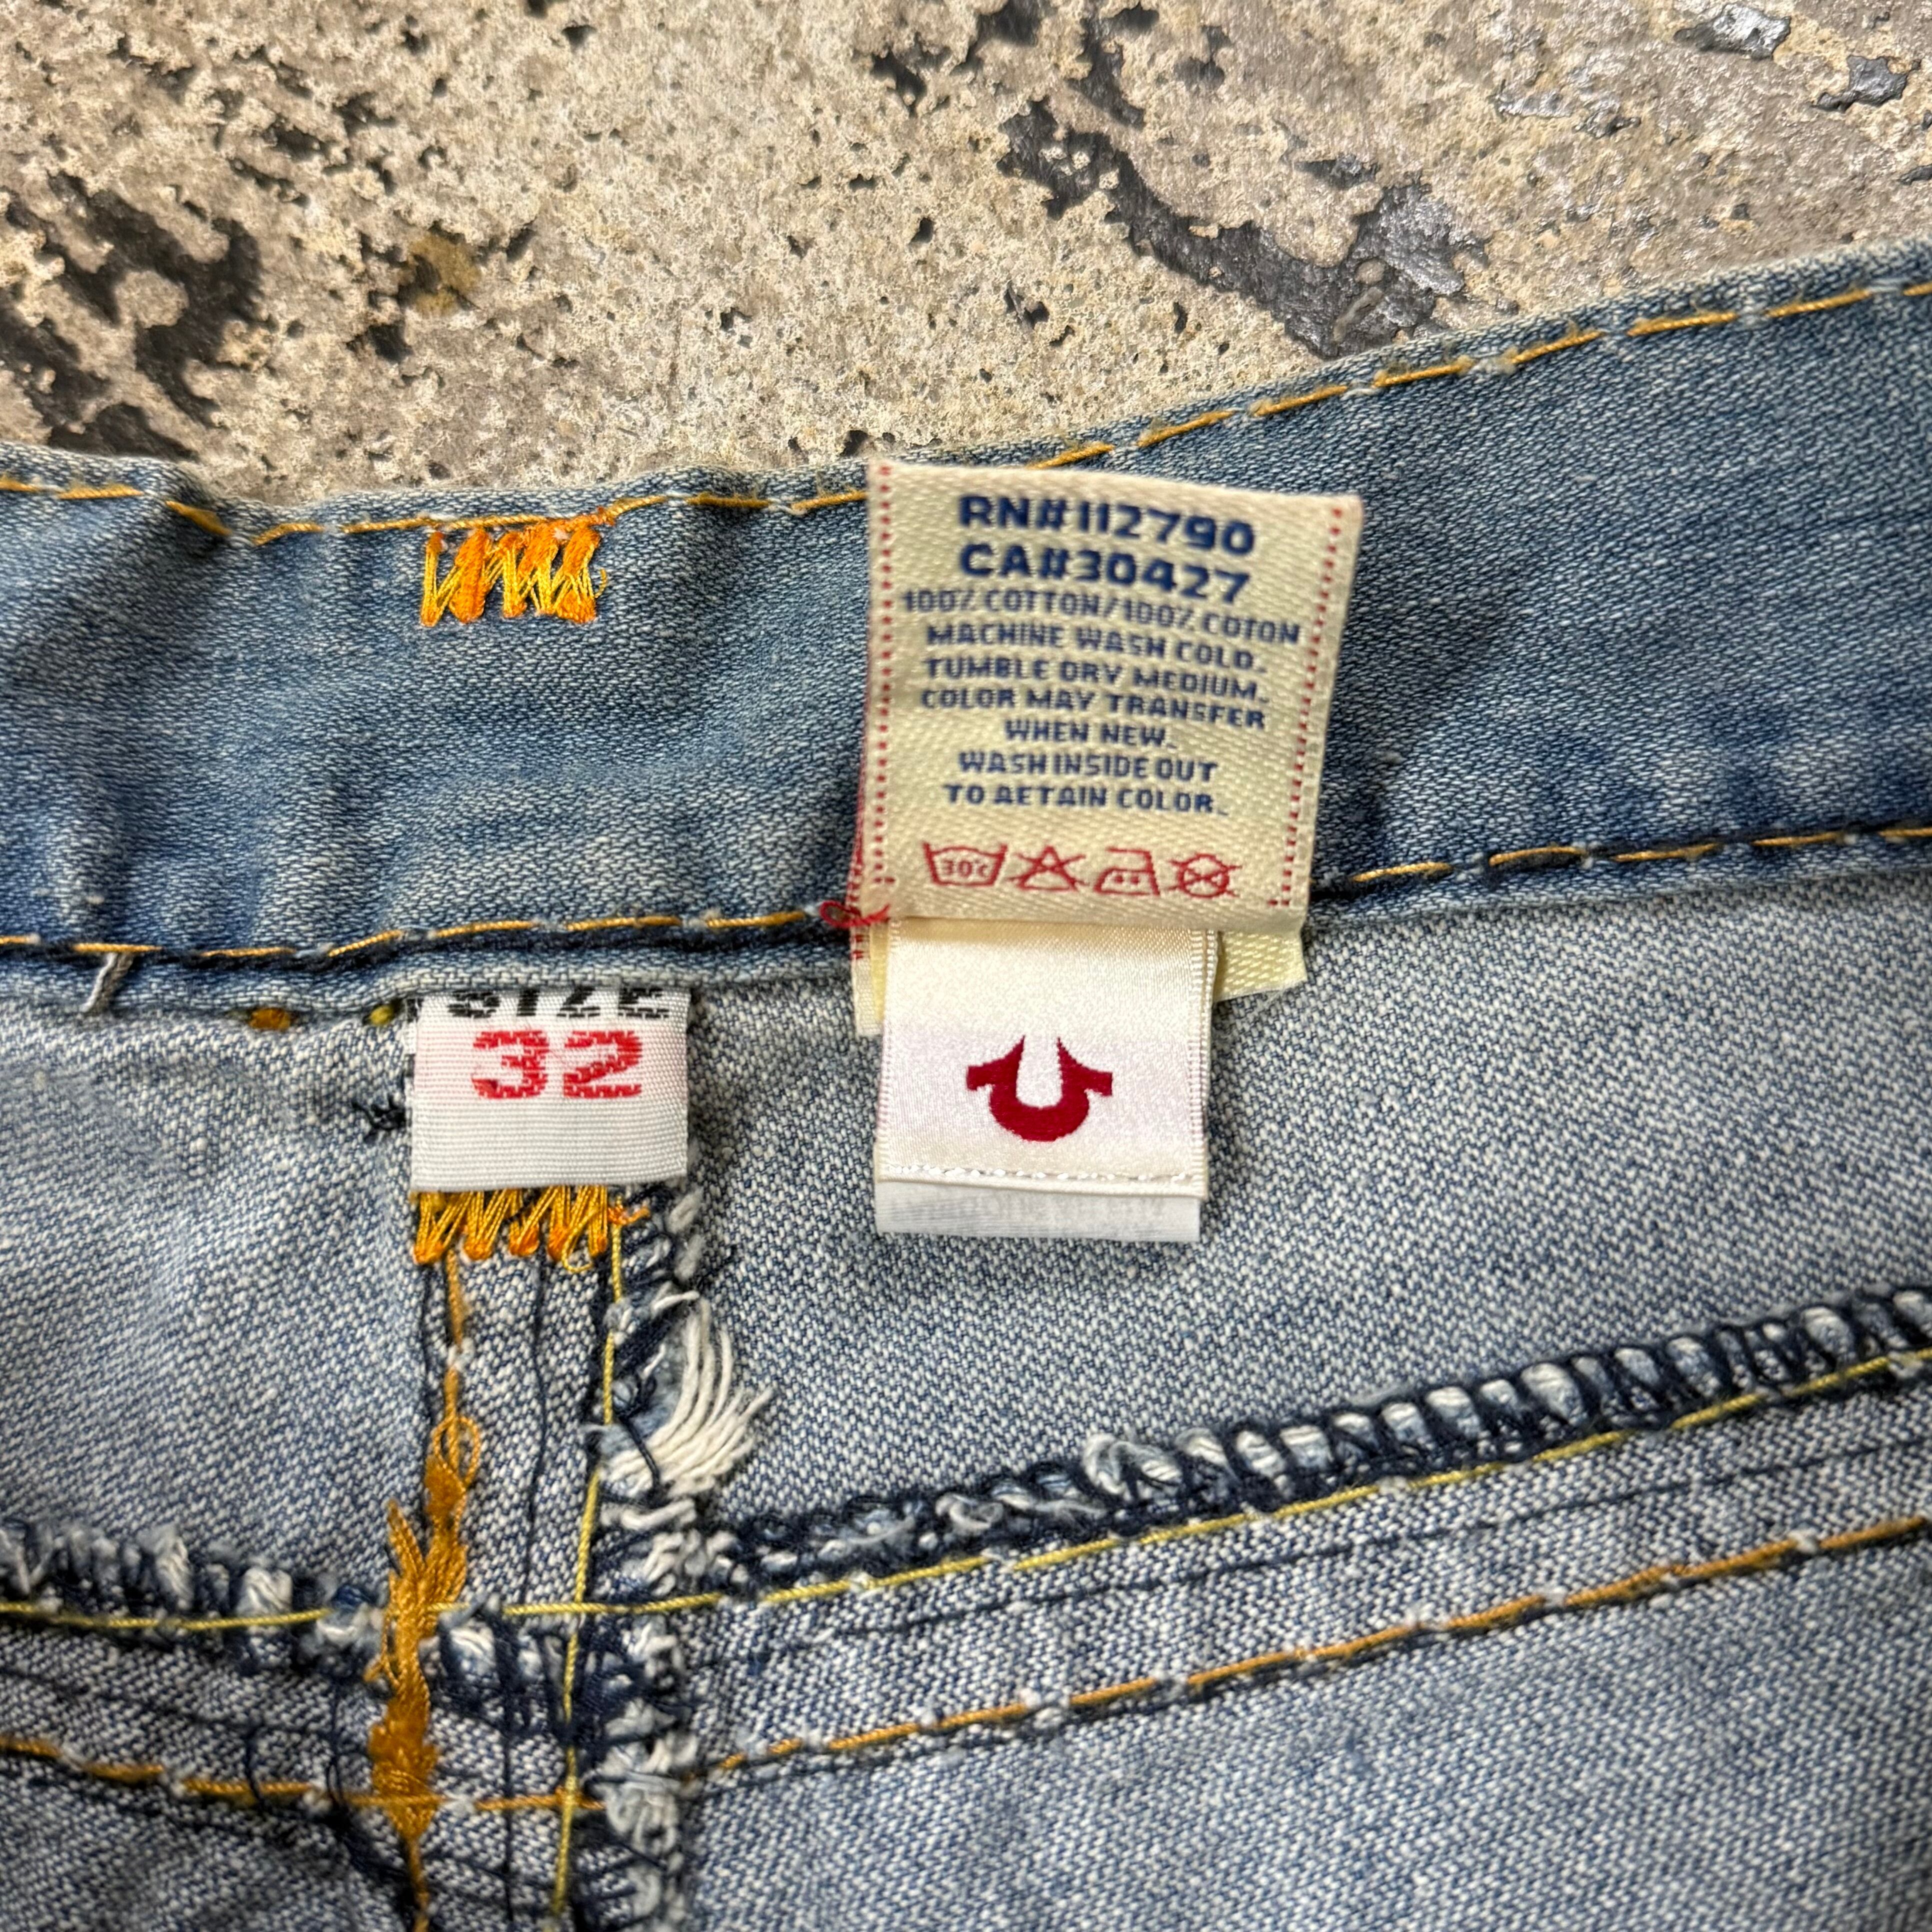 RN#112790
CA#30427
100% COTTON/100% COTON
MACHINE WASH COLD.
TUMBLE DRY MEDIUM.
COLOR MAY TRANSFER
WHEN NEW.
WASH INSIDE OUT
TO AETAIN COLOR.
30°c
SIZE
32